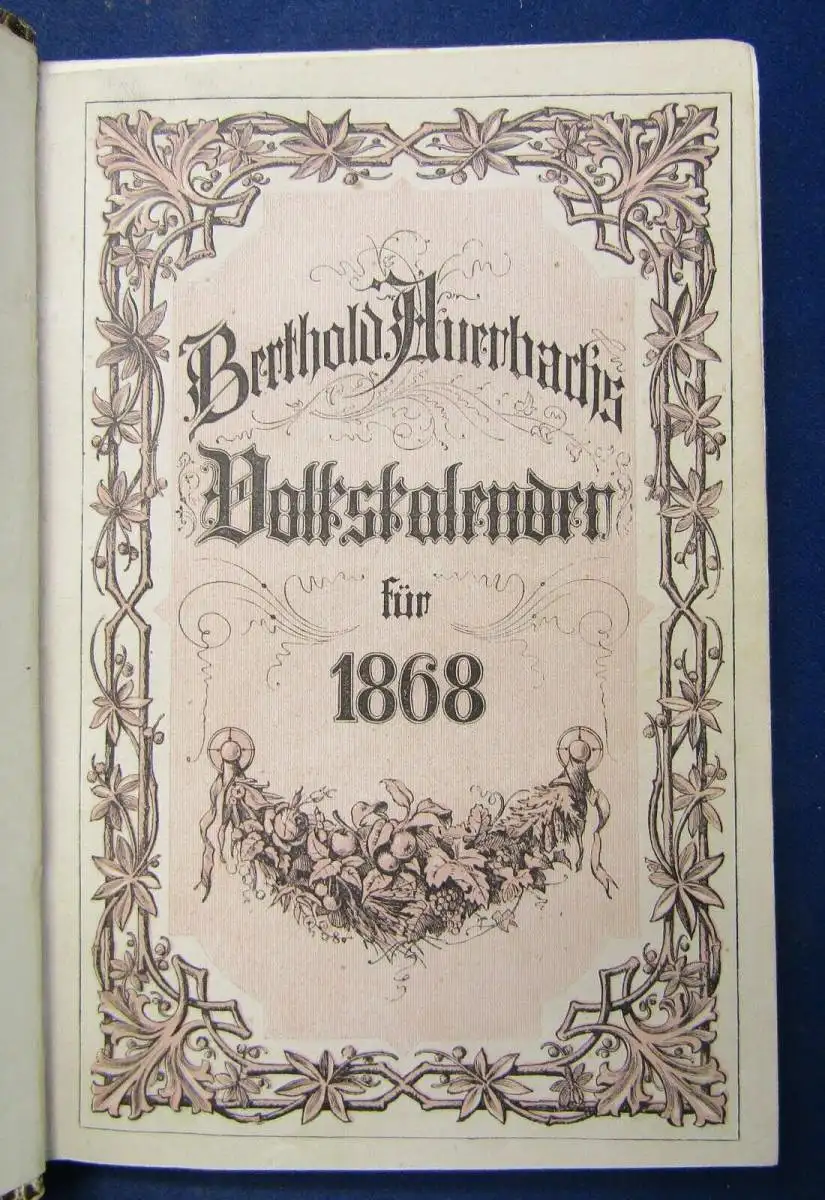 Berthold Auerbachs
Volkskalender
für
1868